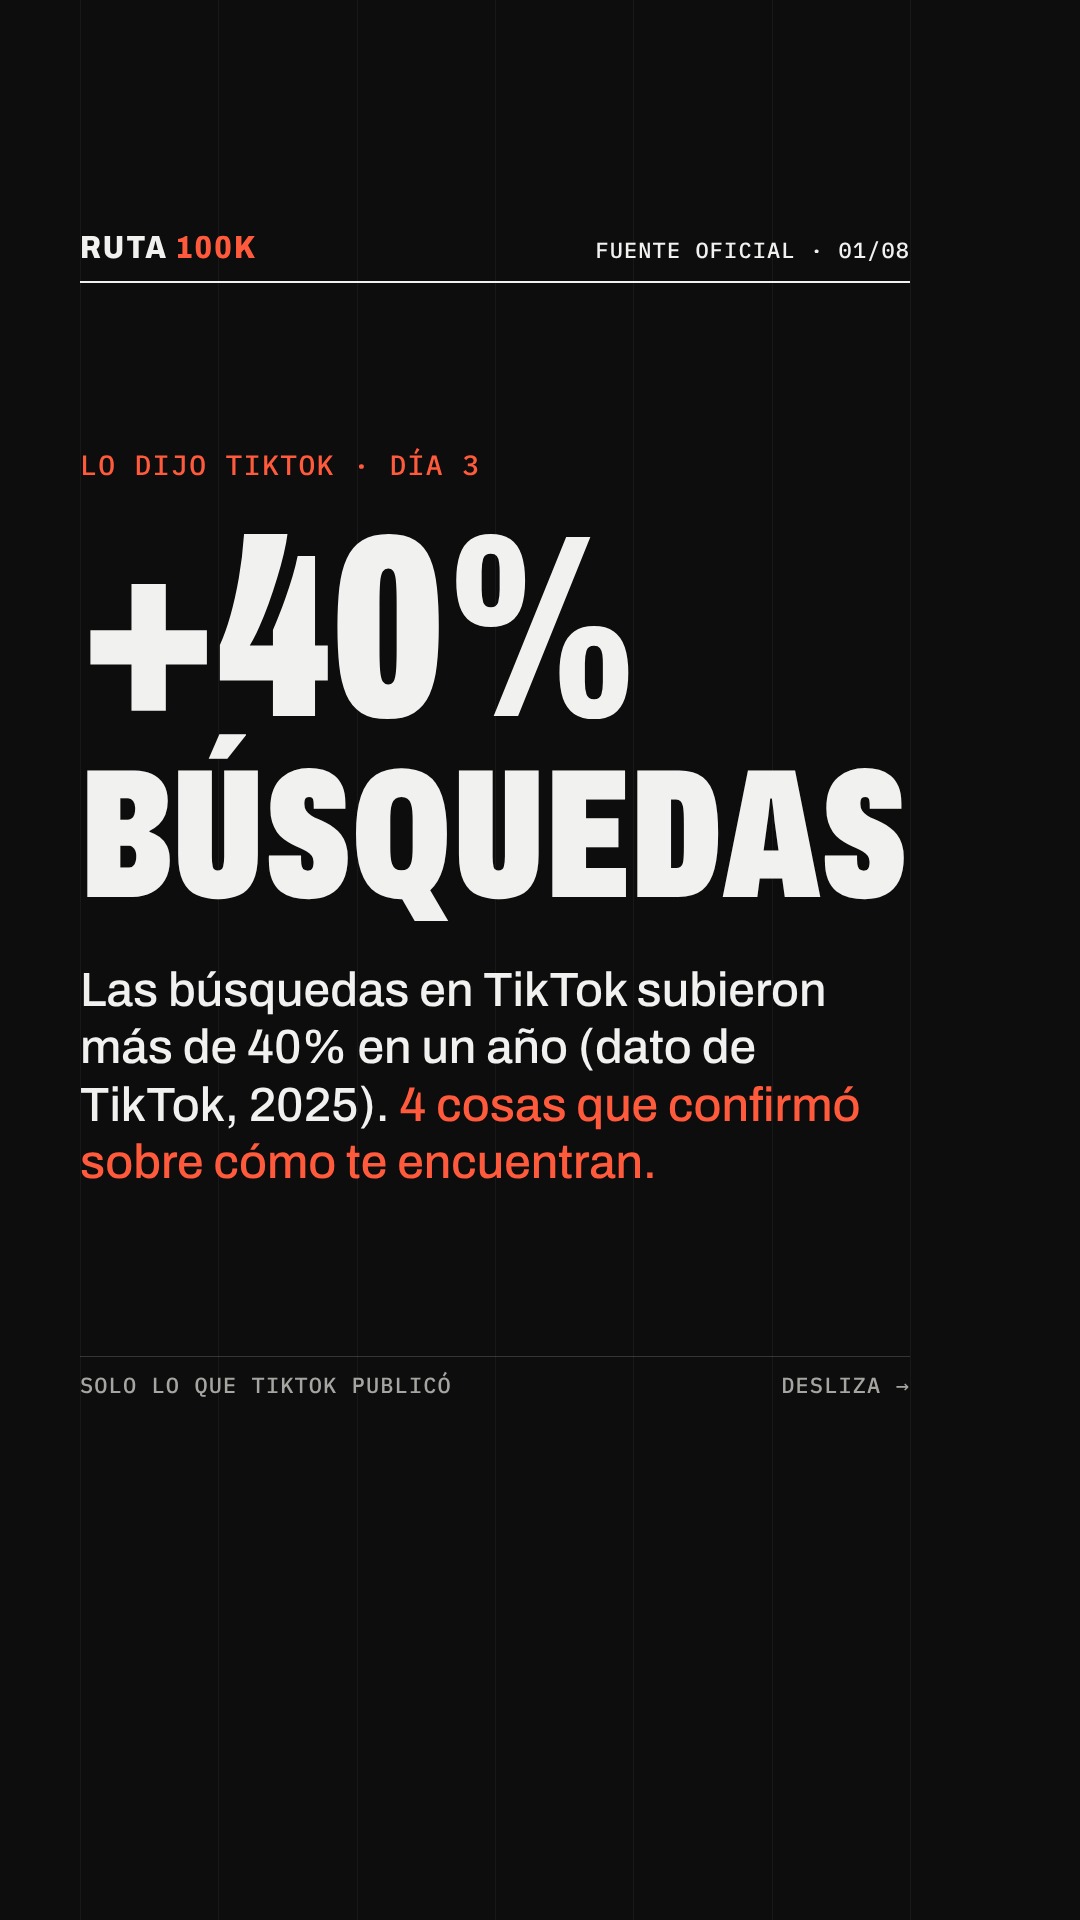 RUTA 100K
FUENTE OFICIAL · 01/08
LO DIJO TIKTOK · DÍA 3
+40%
BÚSQUEDAS
Las búsquedas en TikTok subieron
más de 40% en un año (dato de
TikTok, 2025). 4 cosas que confirmó
sobre cómo te encuentran.
SOLO LO QUE TIKTOK PUBLICÓ
DESLIZA →